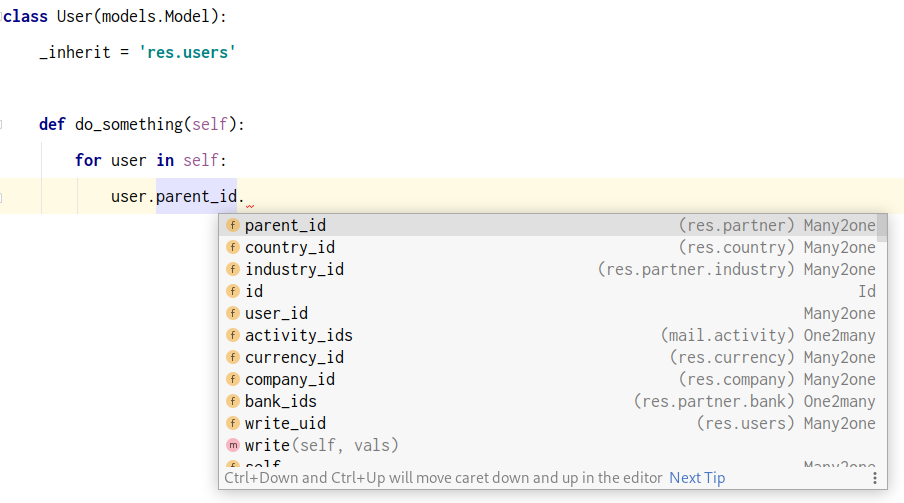 class User(models.Model):
_inherit = 'res.users'
def do_something(self):
for user in self:
user.parent_id.
f parent_id (res.partner) Many2one
f country_id (res.country) Many2one
f industry_id (res.partner.industry) Many2one
f id Id
f user_id Many2one
f activity_ids (mail.activity) One2many
f currency_id (res.currency) Many2one
f company_id (res.company) Many2one
f bank_ids (res.partner.bank) One2many
f write_uid (res.users) Many2one
m write(self, vals)
f self Many2one
Ctrl+Down and Ctrl+Up will move caret down and up in the editor Next Tip